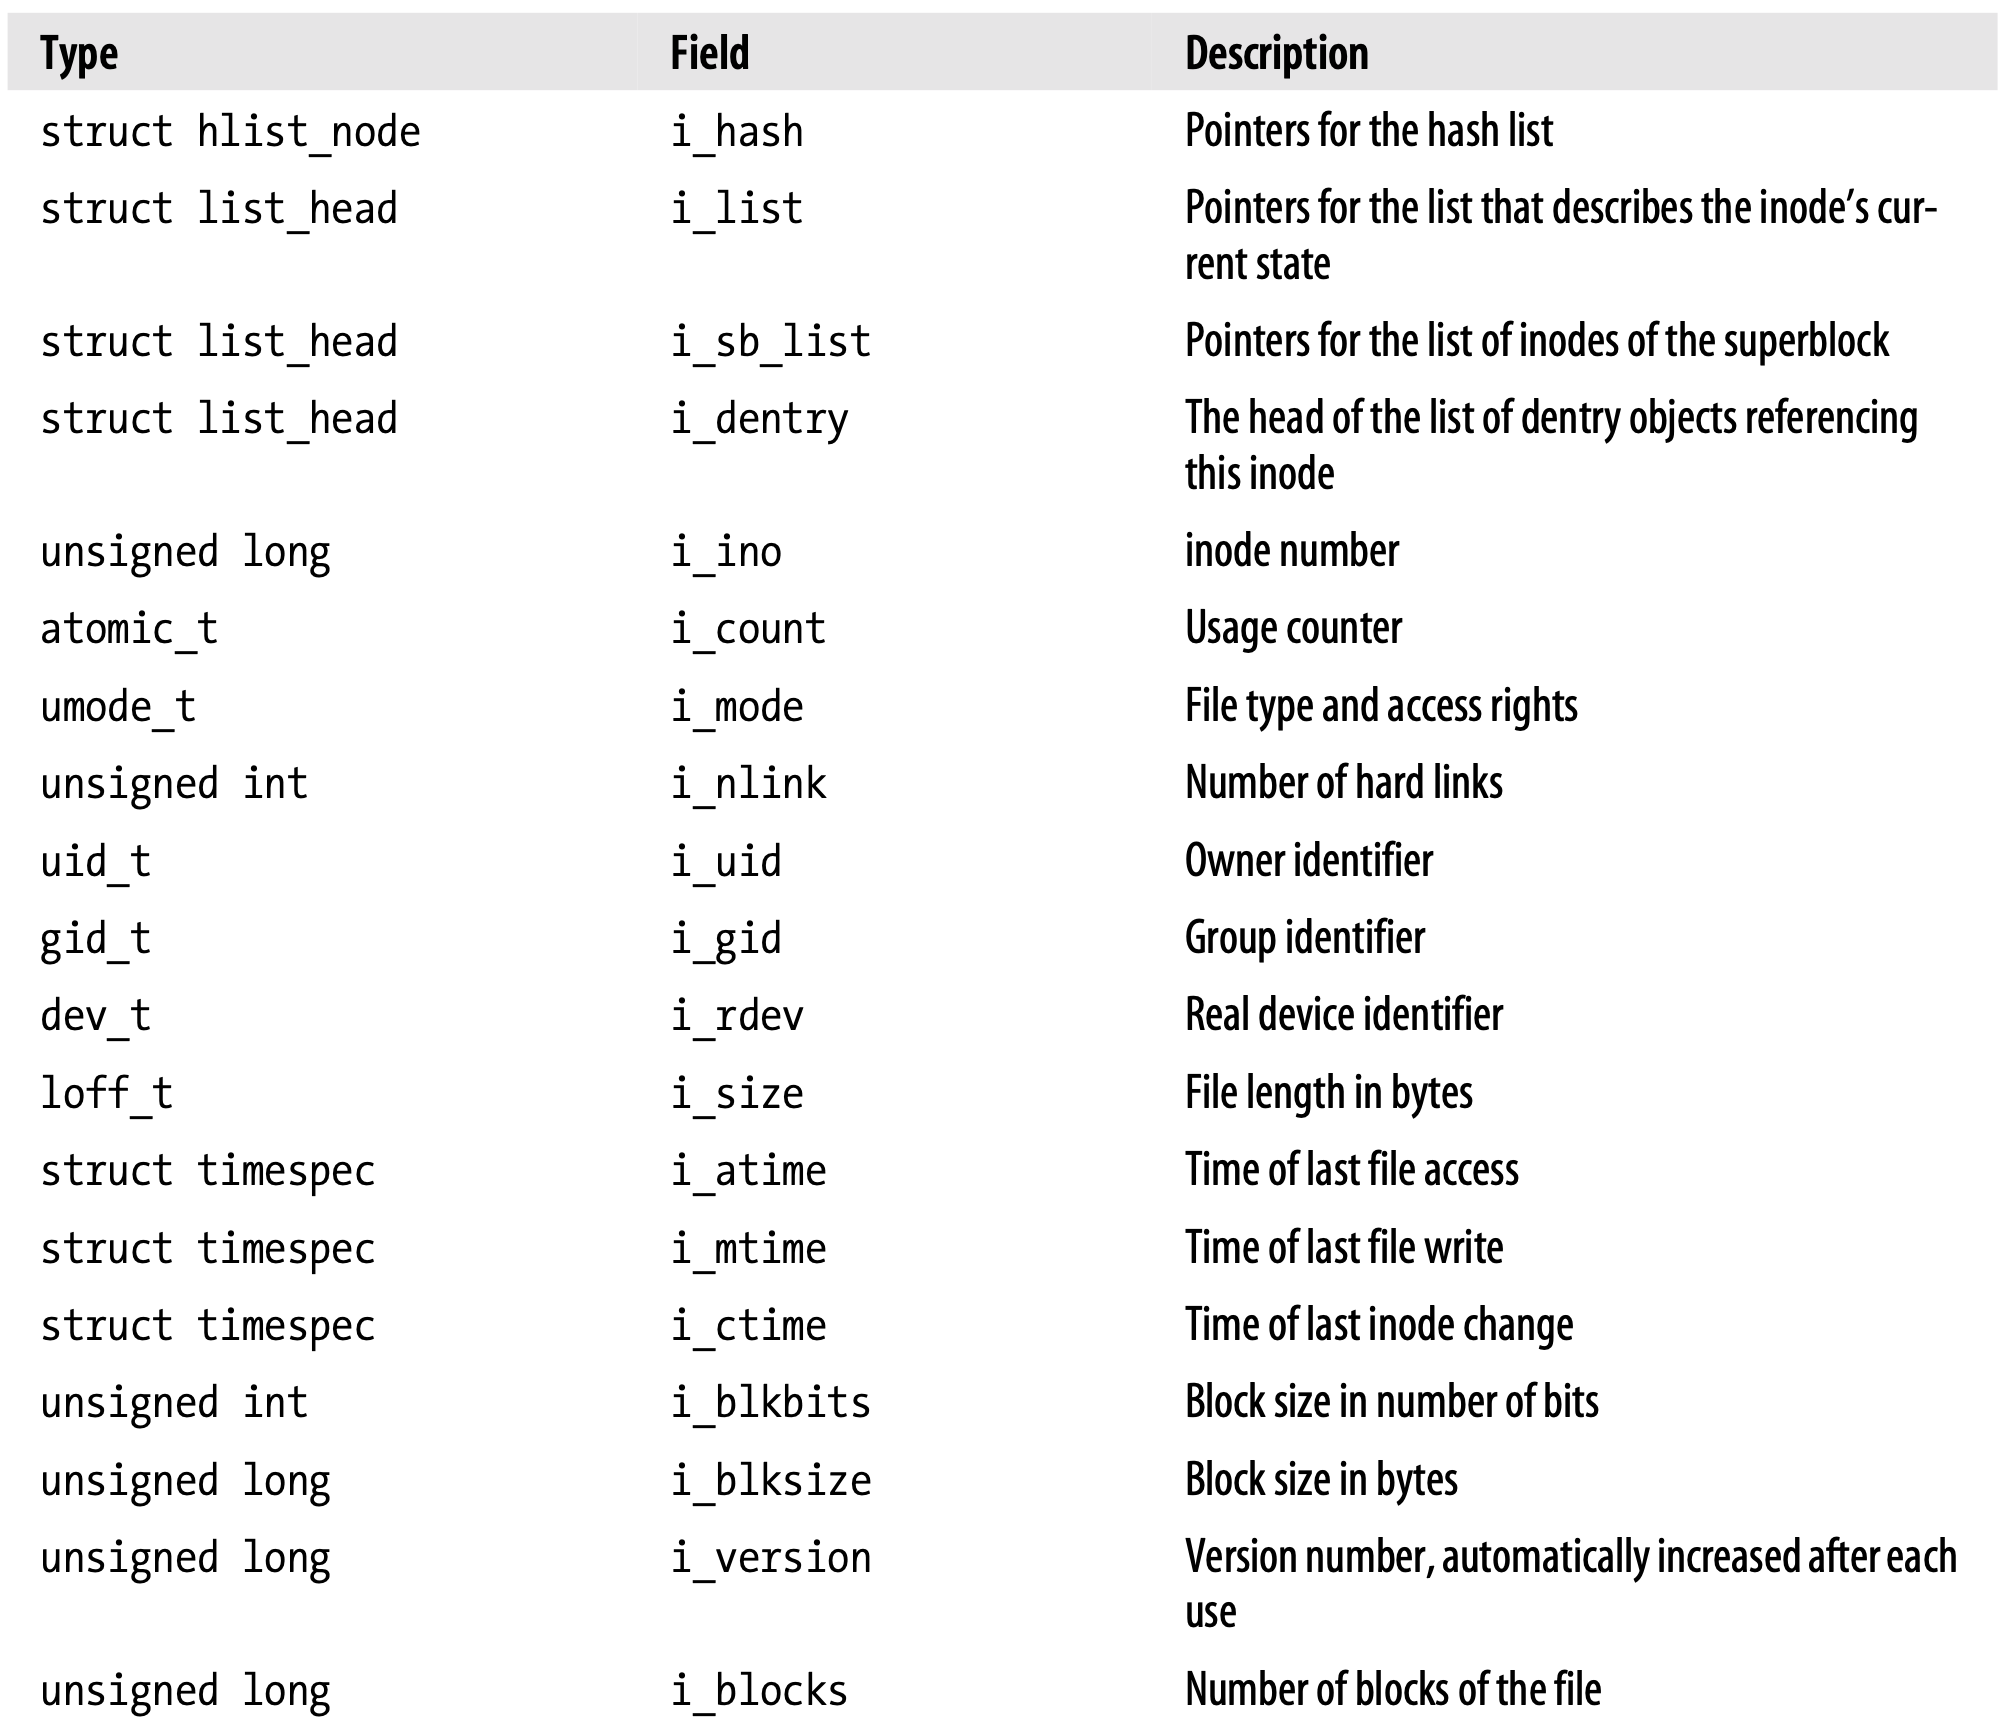 Type Field Description
struct hlist_node i_hash Pointers for the hash list
struct list_head i_list Pointers for the list that describes the inode’s cur-
rent state
struct list_head i_sb_list Pointers for the list of inodes of the superblock
struct list_head i_dentry The head of the list of dentry objects referencing
this inode
unsigned long i_ino inode number
atomic_t i_count Usage counter
umode_t i_mode File type and access rights
unsigned int i_nlink Number of hard links
uid_t i_uid Owner identifier
gid_t i_gid Group identifier
dev_t i_rdev Real device identifier
loff_t i_size File length in bytes
struct timespec i_atime Time of last file access
struct timespec i_mtime Time of last file write
struct timespec i_ctime Time of last inode change
unsigned int i_blkbits Block size in number of bits
unsigned long i_blksize Block size in bytes
unsigned long i_version Version number, automatically increased after each
use
unsigned long i_blocks Number of blocks of the file